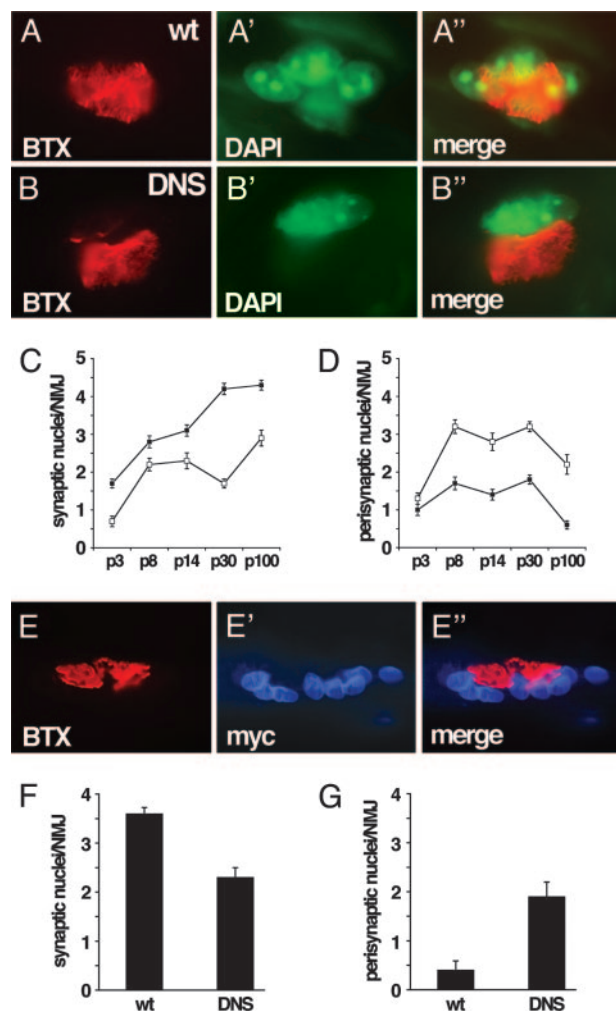 A wt A' A"
BTX DAPI merge
B DNS B' B"
BTX DAPI merge
C D
5 5
4 4
3 3
2 2
1 1
0 0
synaptic nuclei/NMJ
perisynaptic nuclei/NMJ
p3 p8 p14 p30 p100 p3 p8 p14 p30 p100
E E' E"
BTX myc merge
F G
4 4
3 3
2 2
1 1
0 0
synaptic nuclei/NMJ
perisynaptic nuclei/NMJ
wt DNS wt DNS